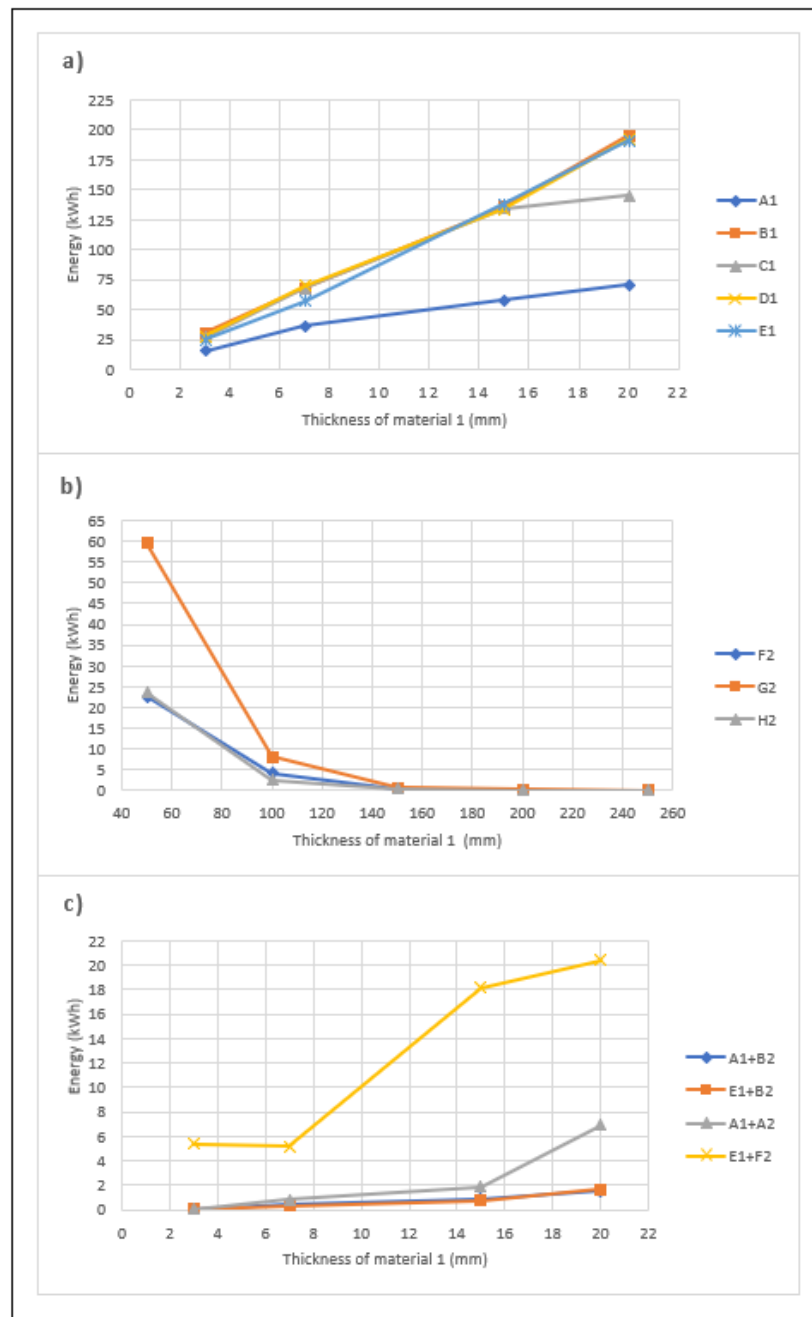 a)
225
200
175
150
125
100
75
50
25
0
Energy (kWh)
0 2 4 6 8 10 12 14 16 18 20 22
Thickness of material 1 (mm)
A1
B1
C1
D1
E1
b)
65
60
55
50
45
40
35
30
25
20
15
10
5
0
Energy (kWh)
40 60 80 100 120 140 160 180 200 220 240 260
Thickness of material 1 (mm)
F2
G2
H2
c)
22
20
18
16
14
12
10
8
6
4
2
0
Energy (kWh)
0 2 4 6 8 10 12 14 16 18 20 22
Thickness of material 1 (mm)
A1+B2
E1+B2
A1+A2
E1+F2